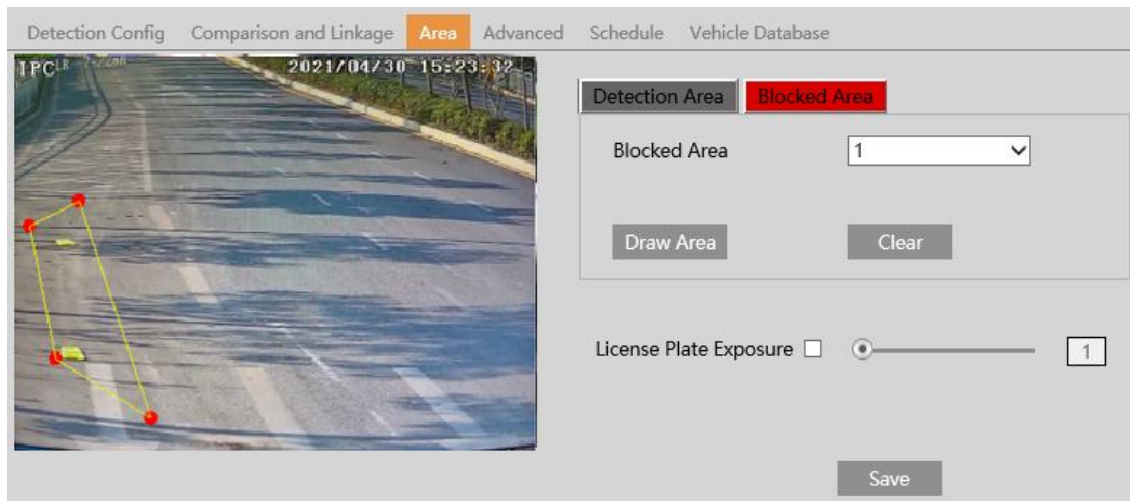 Detection Config Comparison and Linkage Area Advanced Schedule Vehicle Database
IPC 2021/04/30 15:23:32
Detection Area Blocked Area
Blocked Area 1
Draw Area Clear
License Plate Exposure 1
Save